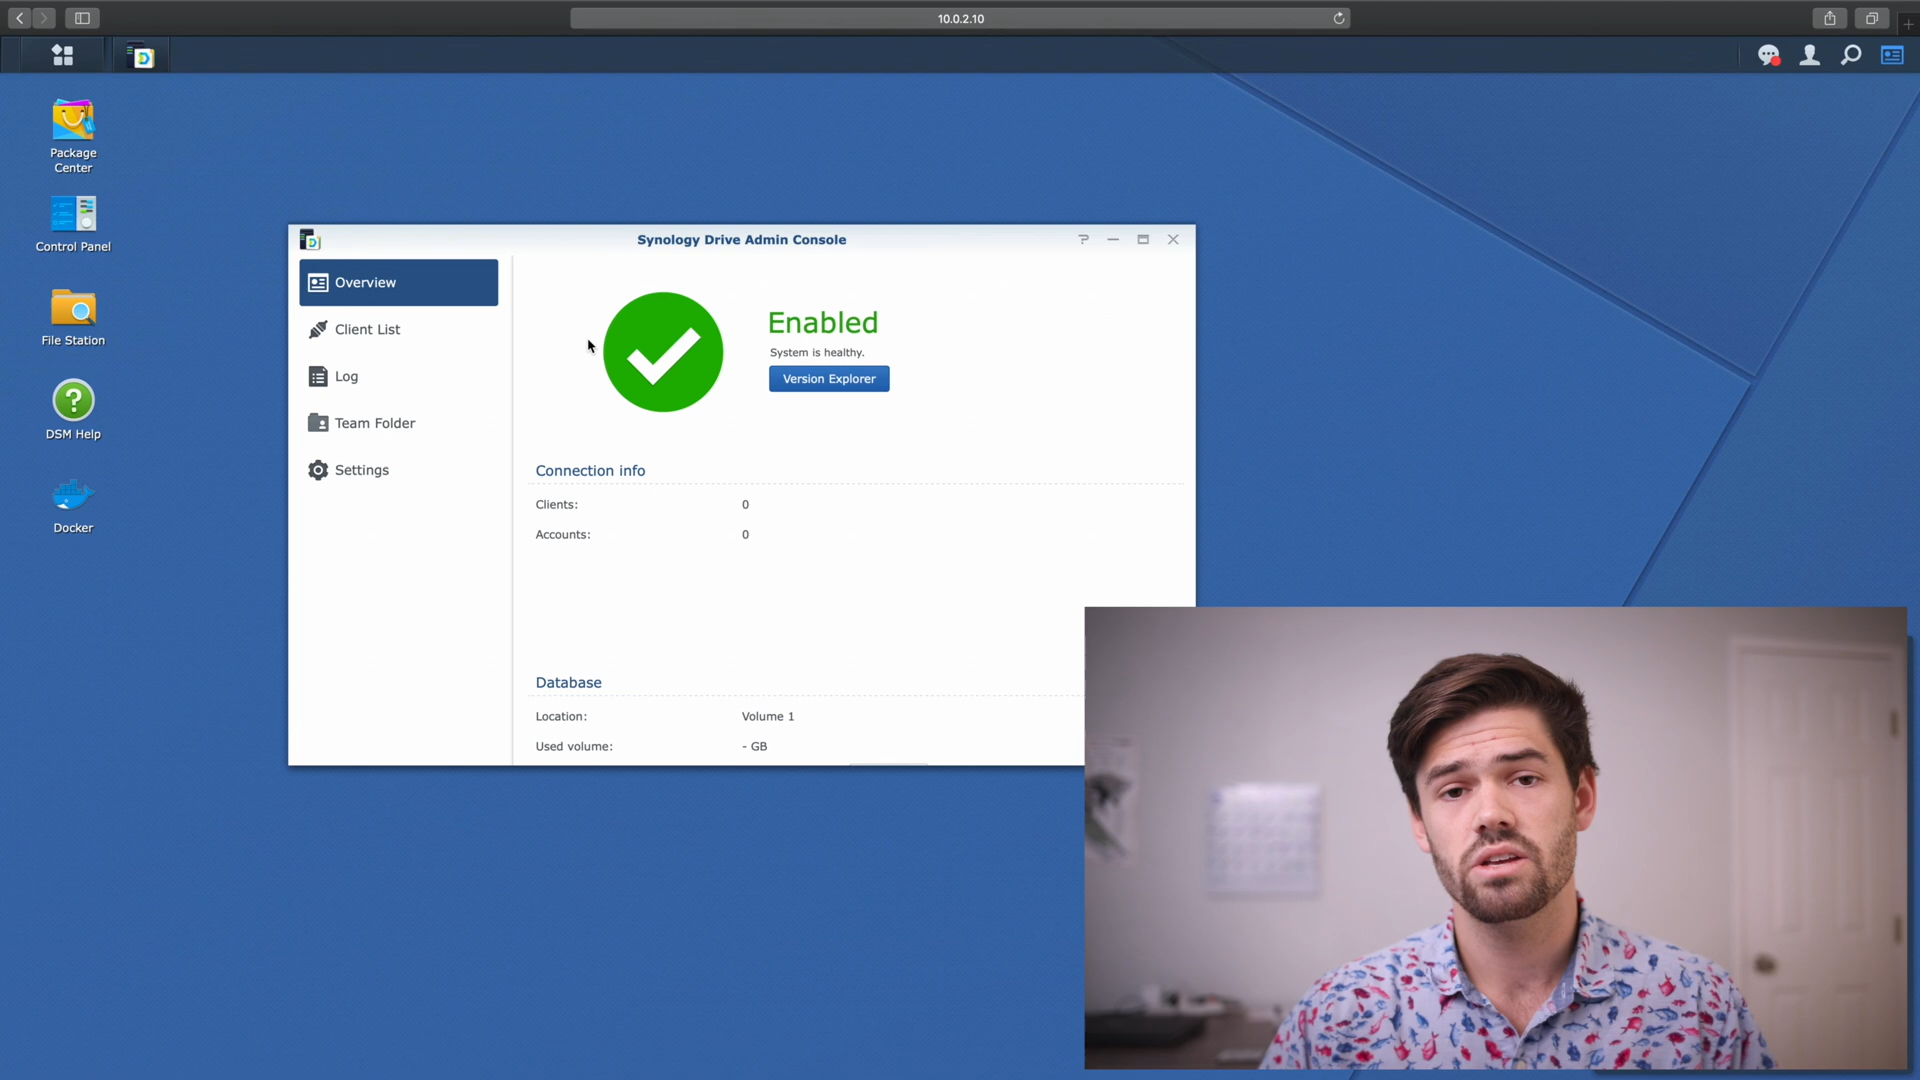 10.0.2.10
Package
Center
Control Panel
File Station
DSM Help
Docker
Synology Drive Admin Console
Overview
Client List
Log
Team Folder
Settings
Enabled
System is healthy.
Version Explorer
Connection info
Clients: 0
Accounts: 0
Database
Location: Volume 1
Used volume: - GB